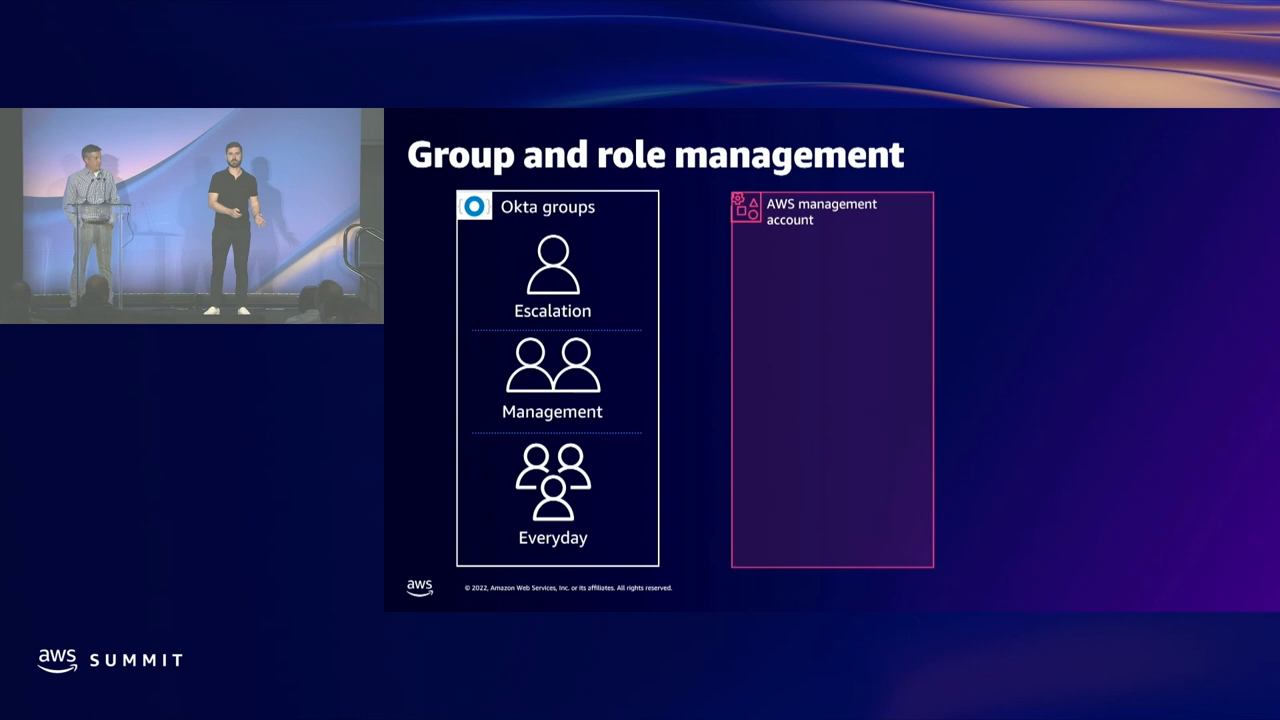 Group and role management
Okta groups
Escalation
Management
Everyday
AWS management
account
aws
© 2022, Amazon Web Services, Inc. or its affiliates. All rights reserved.
aws SUMMIT